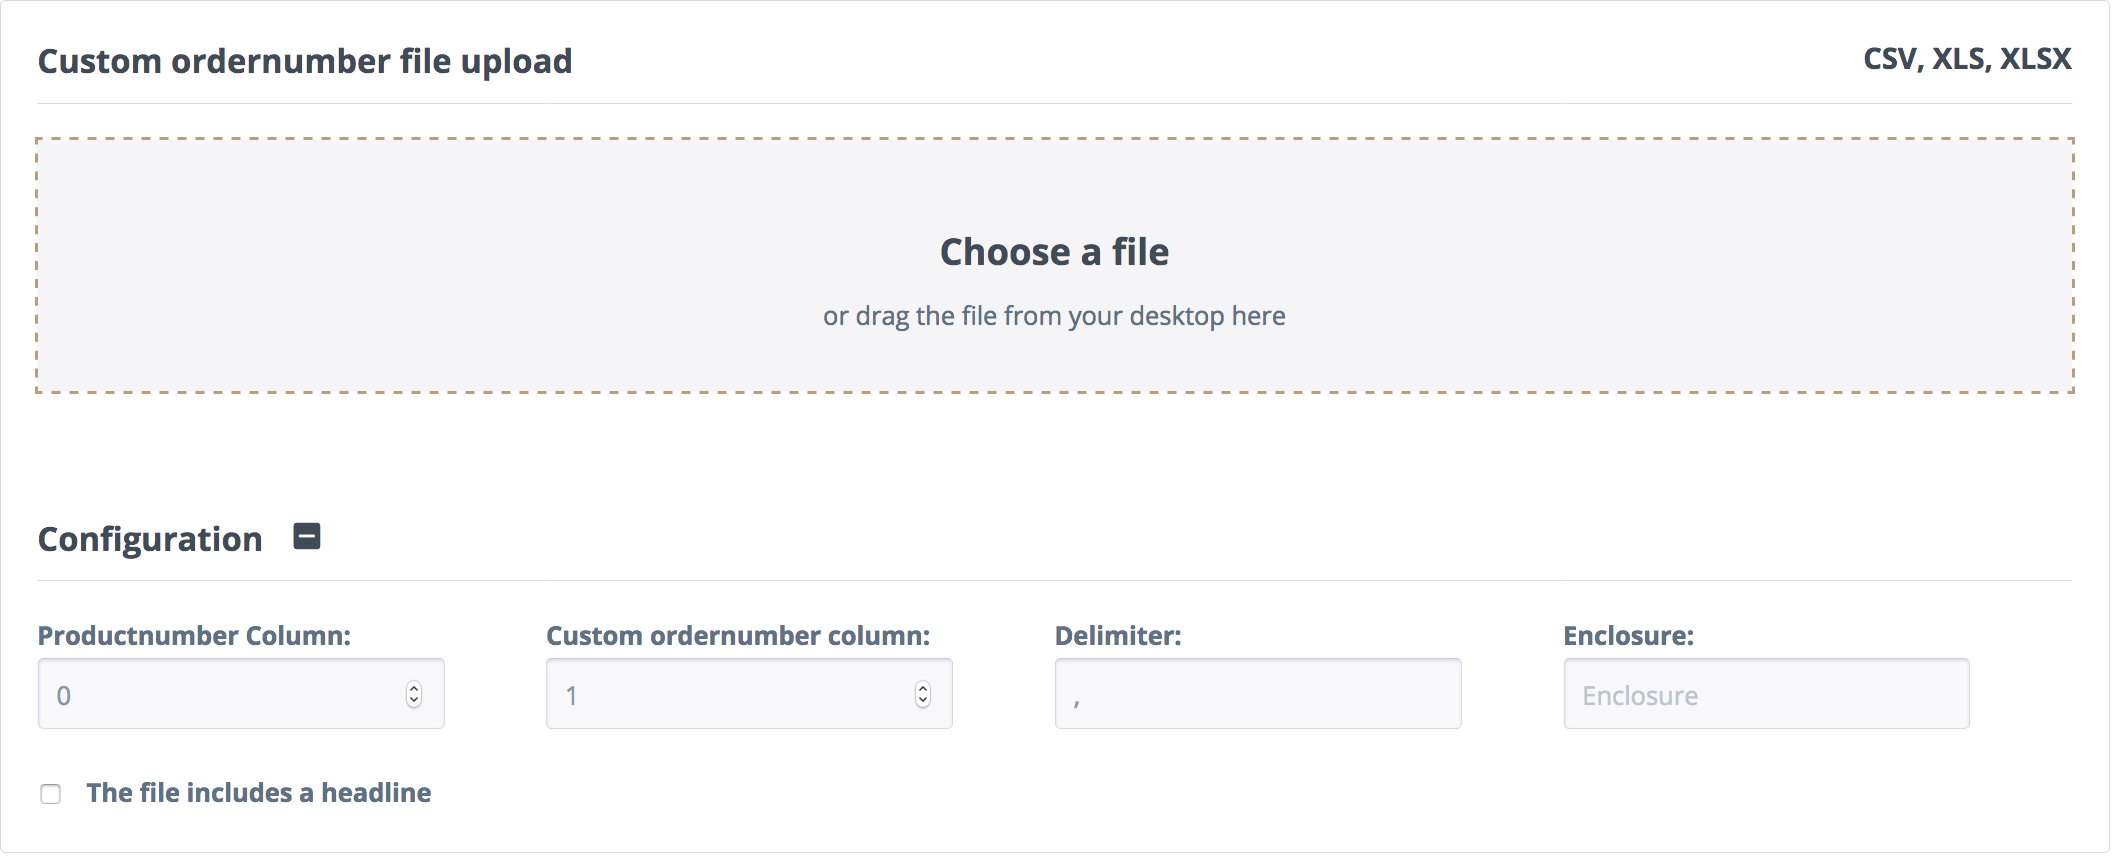 Custom ordernumber file upload
CSV, XLS, XLSX
Choose a file
or drag the file from your desktop here
Configuration
Productnumber Column:
Custom ordernumber column:
Delimiter:
Enclosure:
0
1
,
Enclosure
The file includes a headline